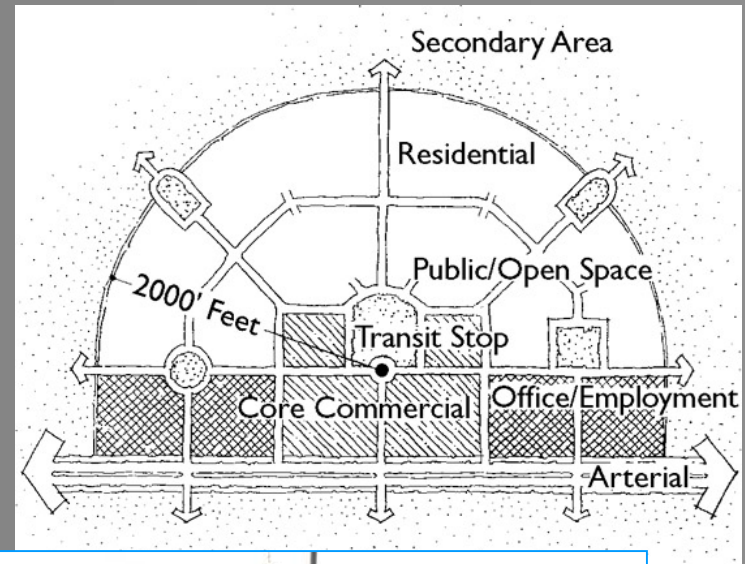 Secondary Area
Residential
Public/Open Space
2000' Feet
Transit Stop
Core Commercial
Office/Employment
Arterial